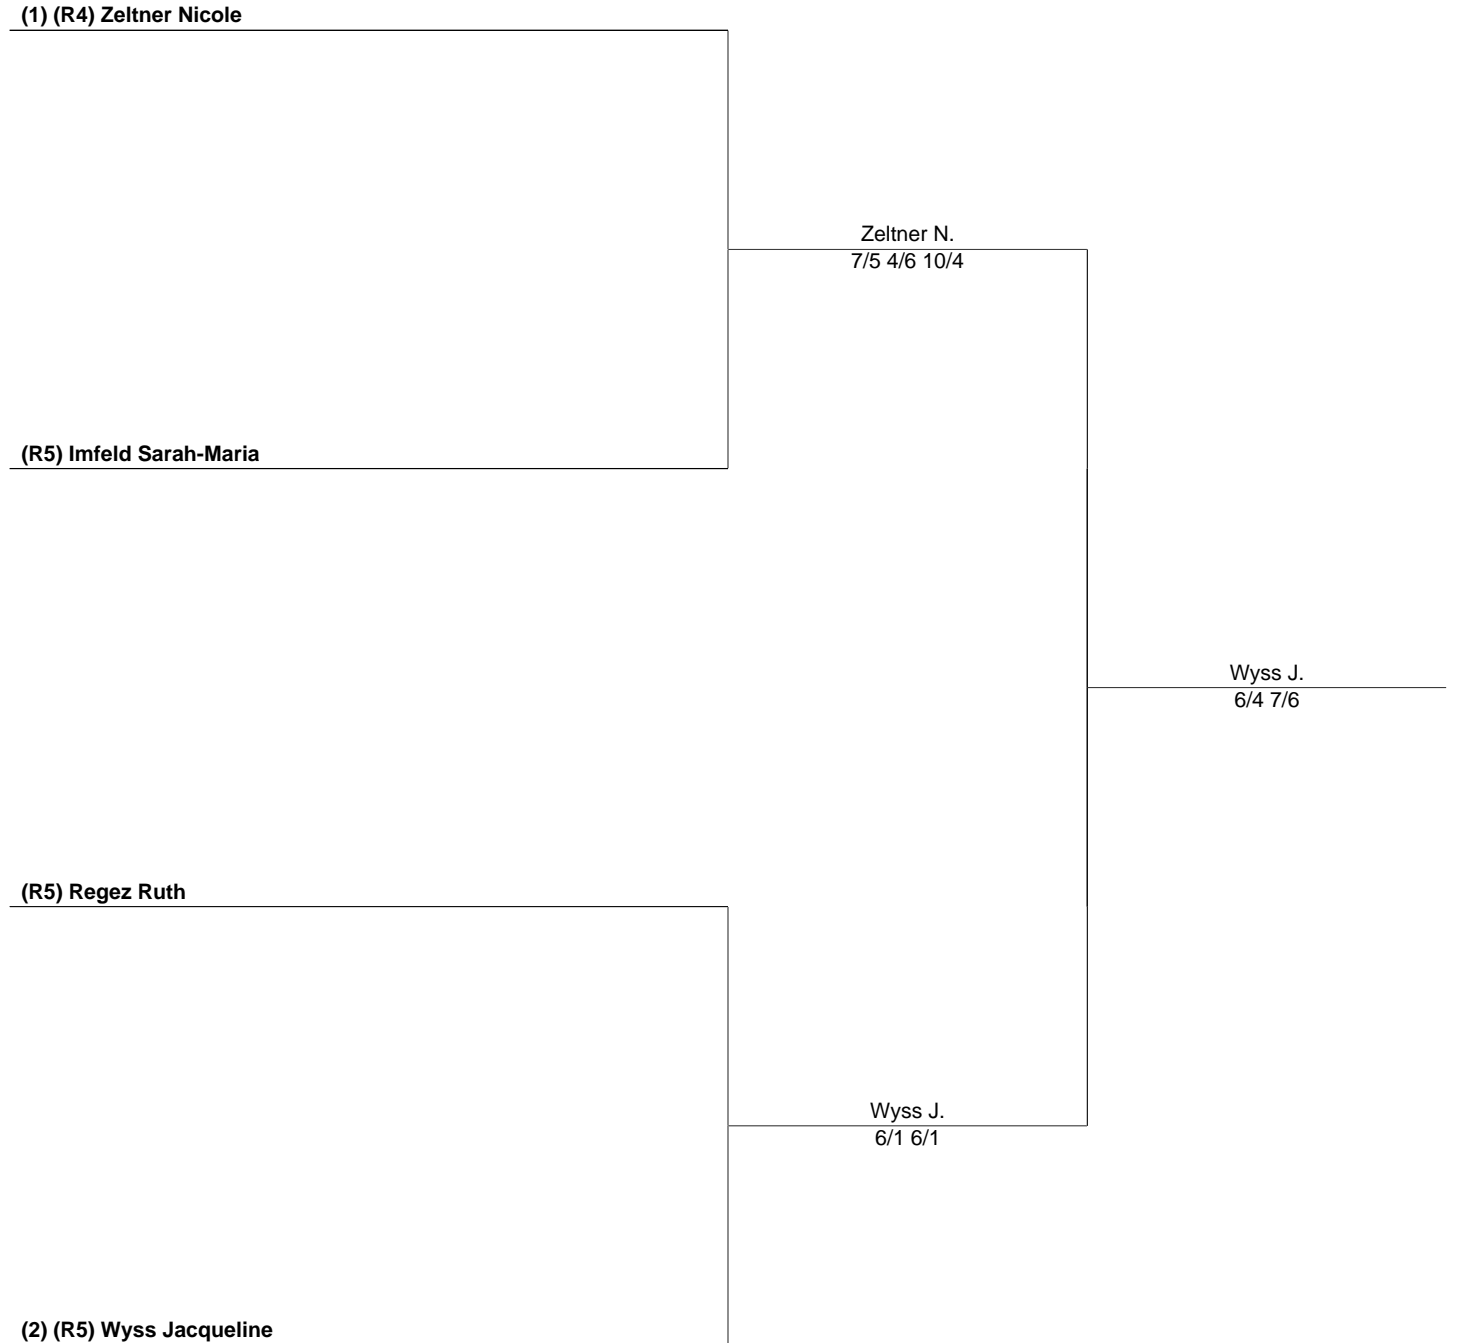 (1) (R4) Zeltner Nicole
Zeltner N.
7/5 4/6 10/4
(R5) Imfeld Sarah-Maria
Wyss J.
6/4 7/6
(R5) Regez Ruth
Wyss J.
6/1 6/1
(2) (R5) Wyss Jacqueline